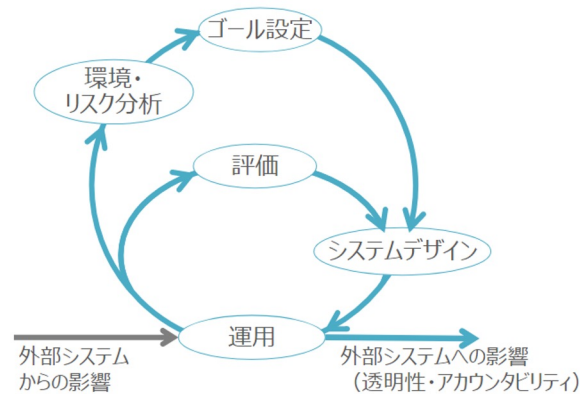 ゴール設定
環境・
リスク分析
評価
システムデザイン
運用
外部システム
からの影響
外部システムへの影響
（透明性・アカウンタビリティ）